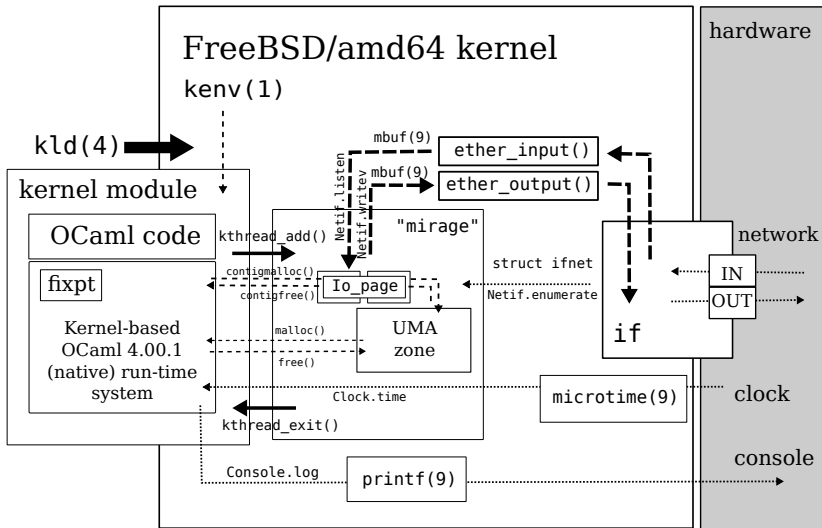 FreeBSD/amd64 kernel
hardware
kenv(1)
kld(4)
mbuf(9)
ether_input()
mbuf(9)
ether_output()
Netif.listen
Netif.writev
kernel module
OCaml code
kthread_add()
"mirage"
network
struct ifnet
Netif.enumerate
IN
OUT
if
contigmalloc()
contigfree()
Io_page
fixpt
Kernel-based
OCaml 4.00.1
(native) run-time
system
malloc()
free()
UMA
zone
Clock.time
microtime(9)
clock
kthread_exit()
Console.log
printf(9)
console